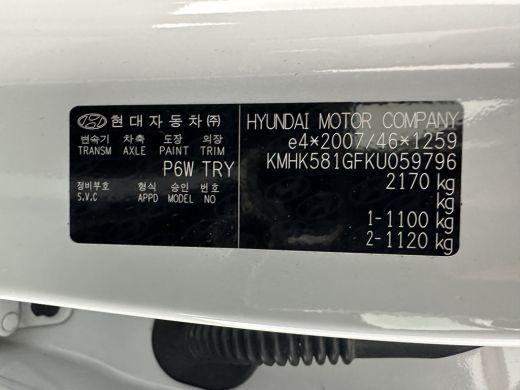 현대자동차㈜
변속기 차축 도장 의장
TRANSM AXLE PAINT TRIM
P6W TRY
정비부호 형식 승인 번호
S.V.C APPD MODEL NO
HYUNDAI MOTOR COMPANY
e4*2007/46*1259
KMHK581GFKU059796
2170 kg
kg
1-1100 kg
2-1120 kg